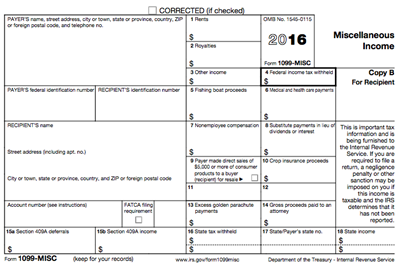 CORRECTED (if checked)
PAYER'S name, street address, city or town, state or province, country, ZIP
or foreign postal code, and telephone no.
1 Rents
$
2 Royalties
$
OMB No. 1545-0115
2016
Form 1099-MISC
Miscellaneous
Income
3 Other income
$
4 Federal income tax withheld
$
Copy B
For Recipient
PAYER'S federal identification number
RECIPIENT'S identification number
5 Fishing boat proceeds
$
6 Medical and health care payments
$
RECIPIENT'S name
Street address (including apt. no.)
City or town, state or province, country, and ZIP or foreign postal code
7 Nonemployee compensation
$
8 Substitute payments in lieu of
dividends or interest
$
9 Payer made direct sales of
$5,000 or more of consumer
products to a buyer
(recipient) for resale ▶
10 Crop insurance proceeds
$
11
12
This is important tax
information and is
being furnished to
the Internal Revenue
Service. If you are
required to file a
return, a negligence
penalty or other
sanction may be
imposed on you if
this income is
taxable and the IRS
determines that it
has not been
reported.
Account number (see instructions)
FATCA filing
requirement
13 Excess golden parachute
payments
$
14 Gross proceeds paid to an
attorney
$
15a Section 409A deferrals
$
15b Section 409A income
$
16 State tax withheld
$
$
17 State/Payer's state no.
18 State income
$
$
Form 1099-MISC
(keep for your records)
www.irs.gov/form1099misc
Department of the Treasury - Internal Revenue Service